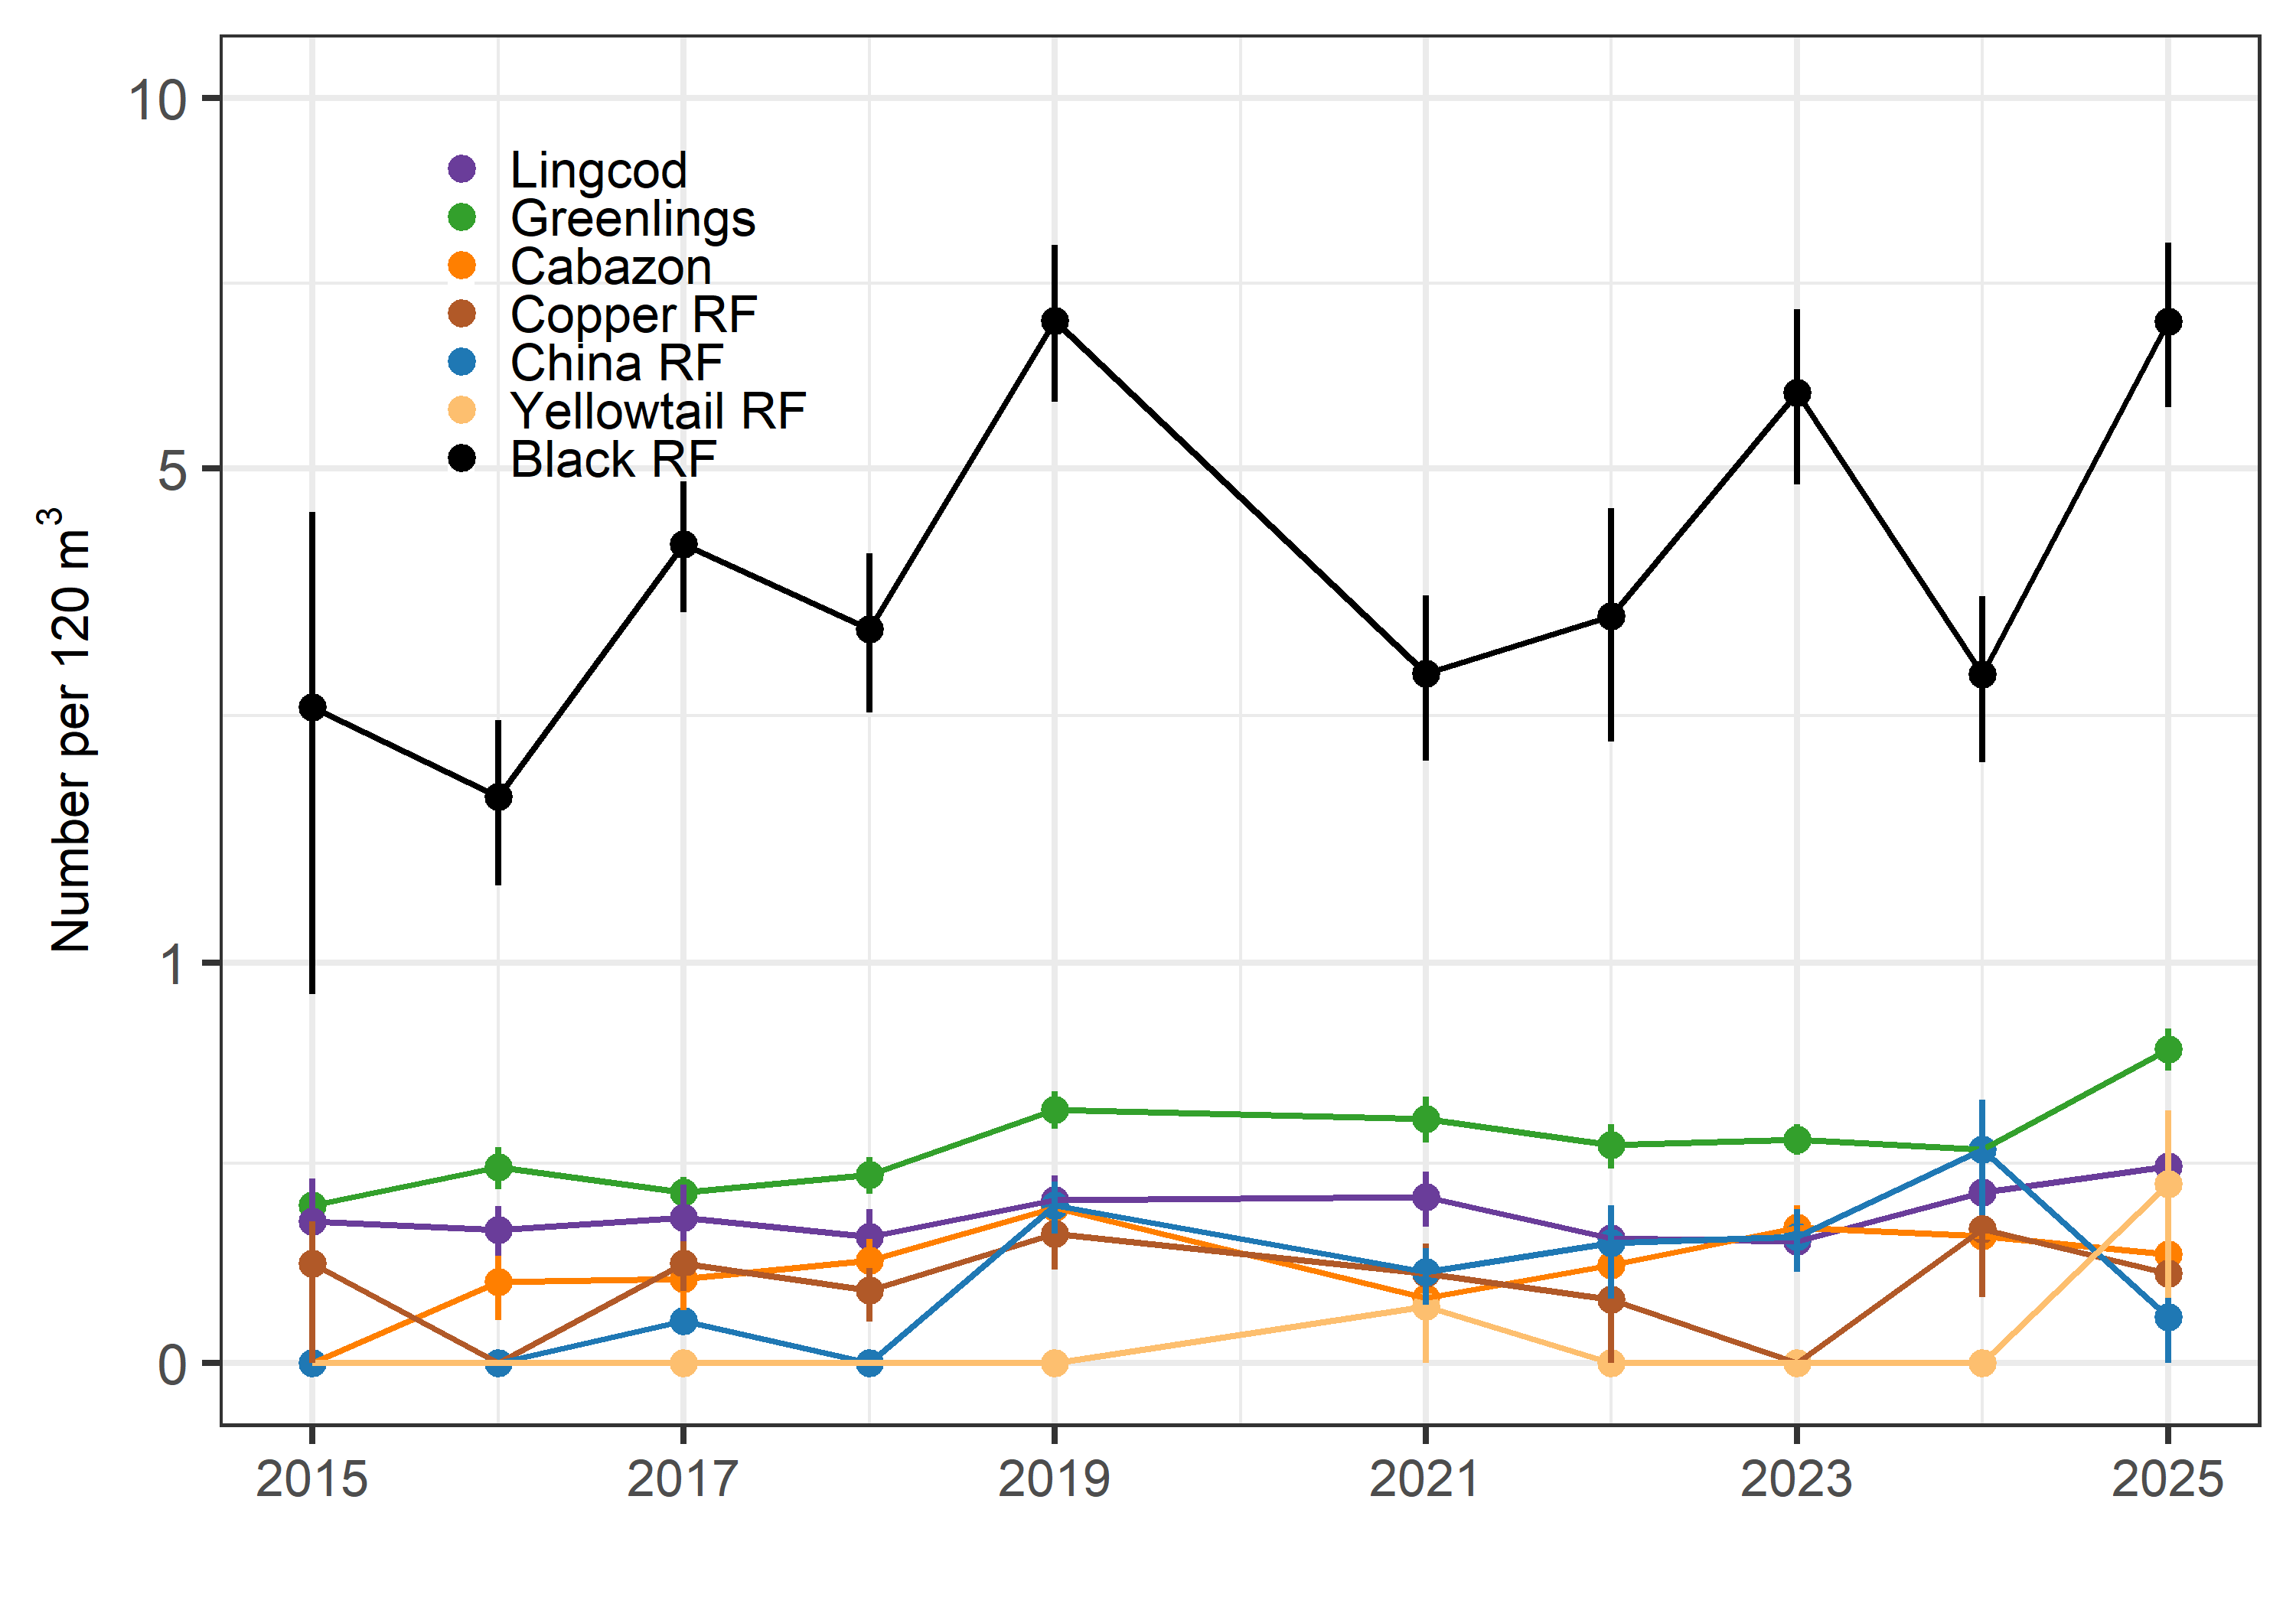 10
5
1
0
Number per 120 m³
Lingcod
Greenlings
Cabazon
Copper RF
China RF
Yellowtail RF
Black RF
2015 2017 2019 2021 2023 2025